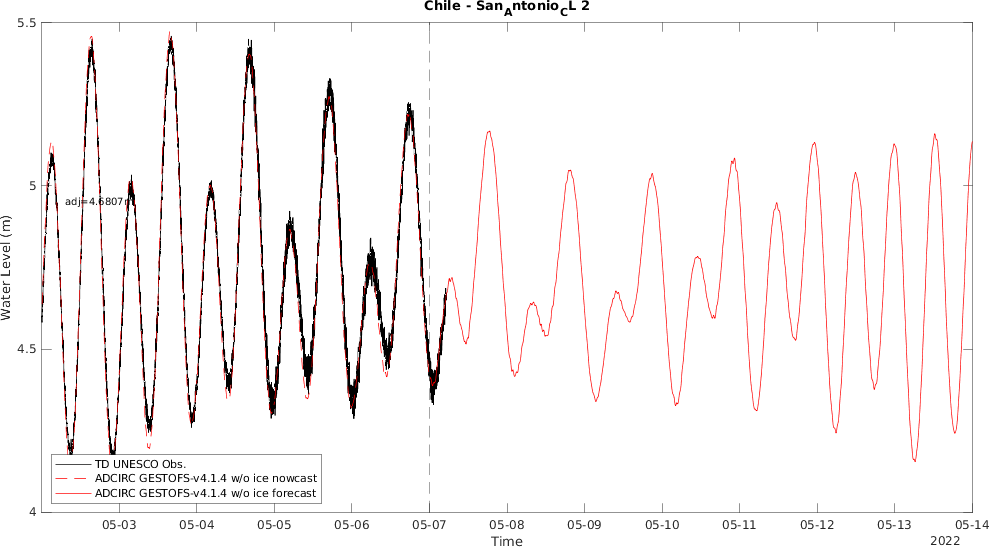 Chile - SanAntonioCL 2
5.5
5
4.5
4
Water Level (m)
adj=4.6807
TD UNESCO Obs.
ADCIRC GESTOFS-v4.1.4 w/o ice nowcast
ADCIRC GESTOFS-v4.1.4 w/o ice forecast
05-03 05-04 05-05 05-06 05-07 05-08 05-09 05-10 05-11 05-12 05-13 05-14
Time
2022